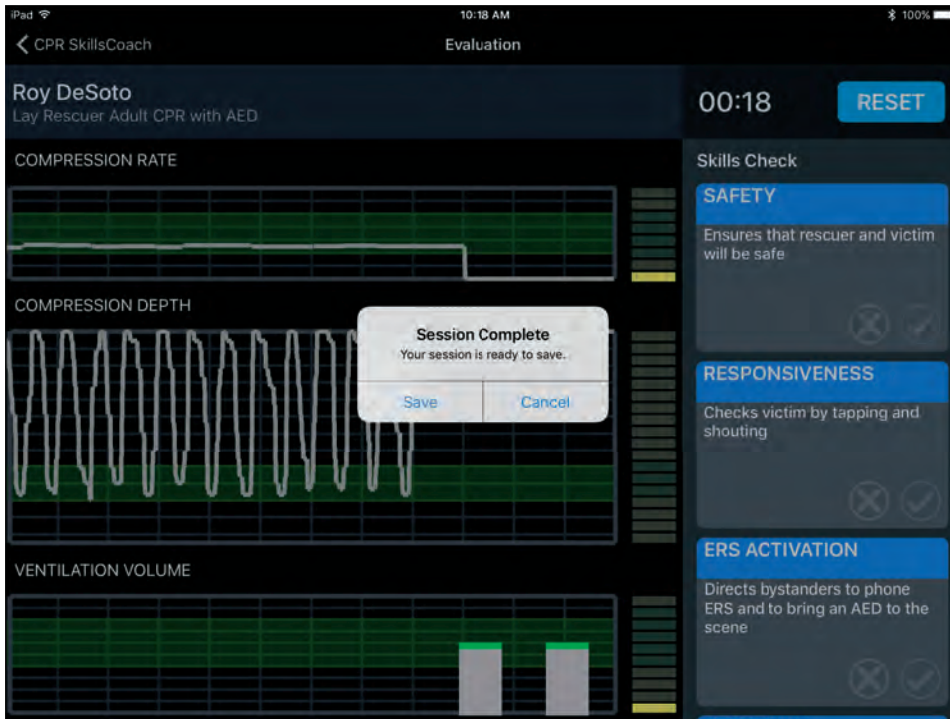 iPad
10:18 AM
100%
CPR SkillsCoach
Evaluation
Roy DeSoto
Lay Rescuer Adult CPR with AED
00:18
RESET
COMPRESSION RATE
Skills Check
SAFETY
Ensures that rescuer and victim
will be safe
COMPRESSION DEPTH
Session Complete
Your session is ready to save.
Save
Cancel
RESPONSIVENESS
Checks victim by tapping and
shouting
ERS ACTIVATION
VENTILATION VOLUME
Directs bystanders to phone
ERS and to bring an AED to the
scene